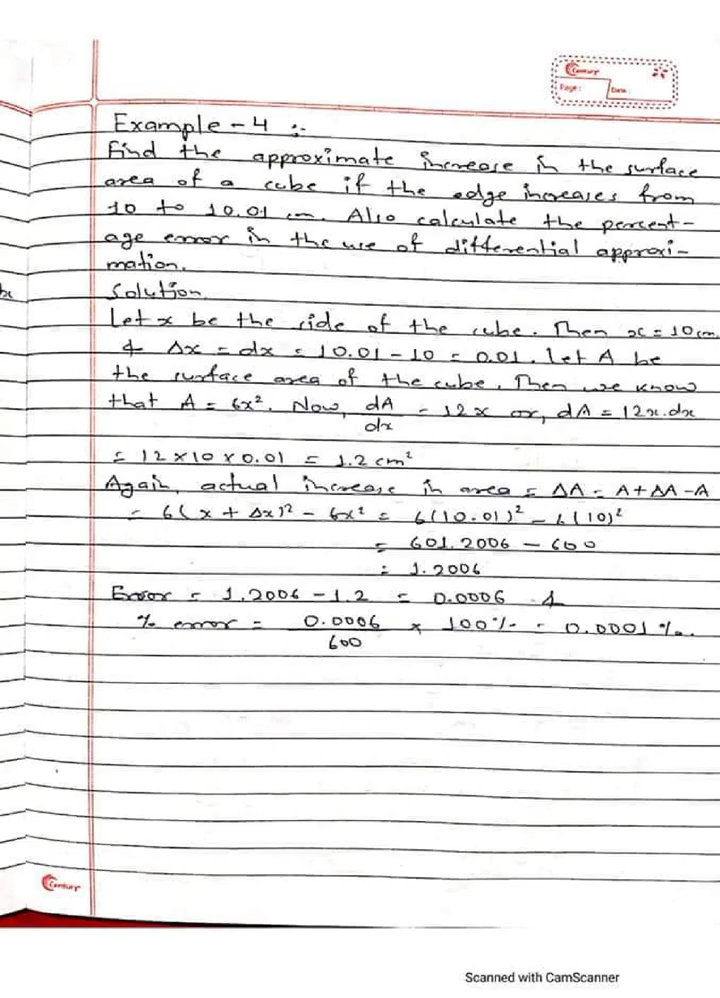 Century
Page: Date:
Example - 4 :-
Find the approximate increase in the surface
area of a cube if the edge increases from
10 to 10.01 cm. Also calculate the percent-
age error in the use of differential approxi-
mation.
Solution.
Let x be the side of the cube. Then x = 10 cm
& Δx = dx = 10.01 - 10 = 0.01. Let A be
the surface area of the cube. Then we know
that A = 6x². Now, dA/dx = 12x or, dA = 12x.dx
= 12 × 10 × 0.01 = 1.2 cm²
Again, actual increase in area = ΔA = A + ΔA - A
= 6(x + Δx)² - 6x² = 6(10.01)² - 6(10)²
= 601.2006 - 600
= 1.2006
Error = 1.2006 - 1.2 = 0.0006 &
% error = 0.0006/600 × 100% = 0.0001%.
Century
Scanned with CamScanner